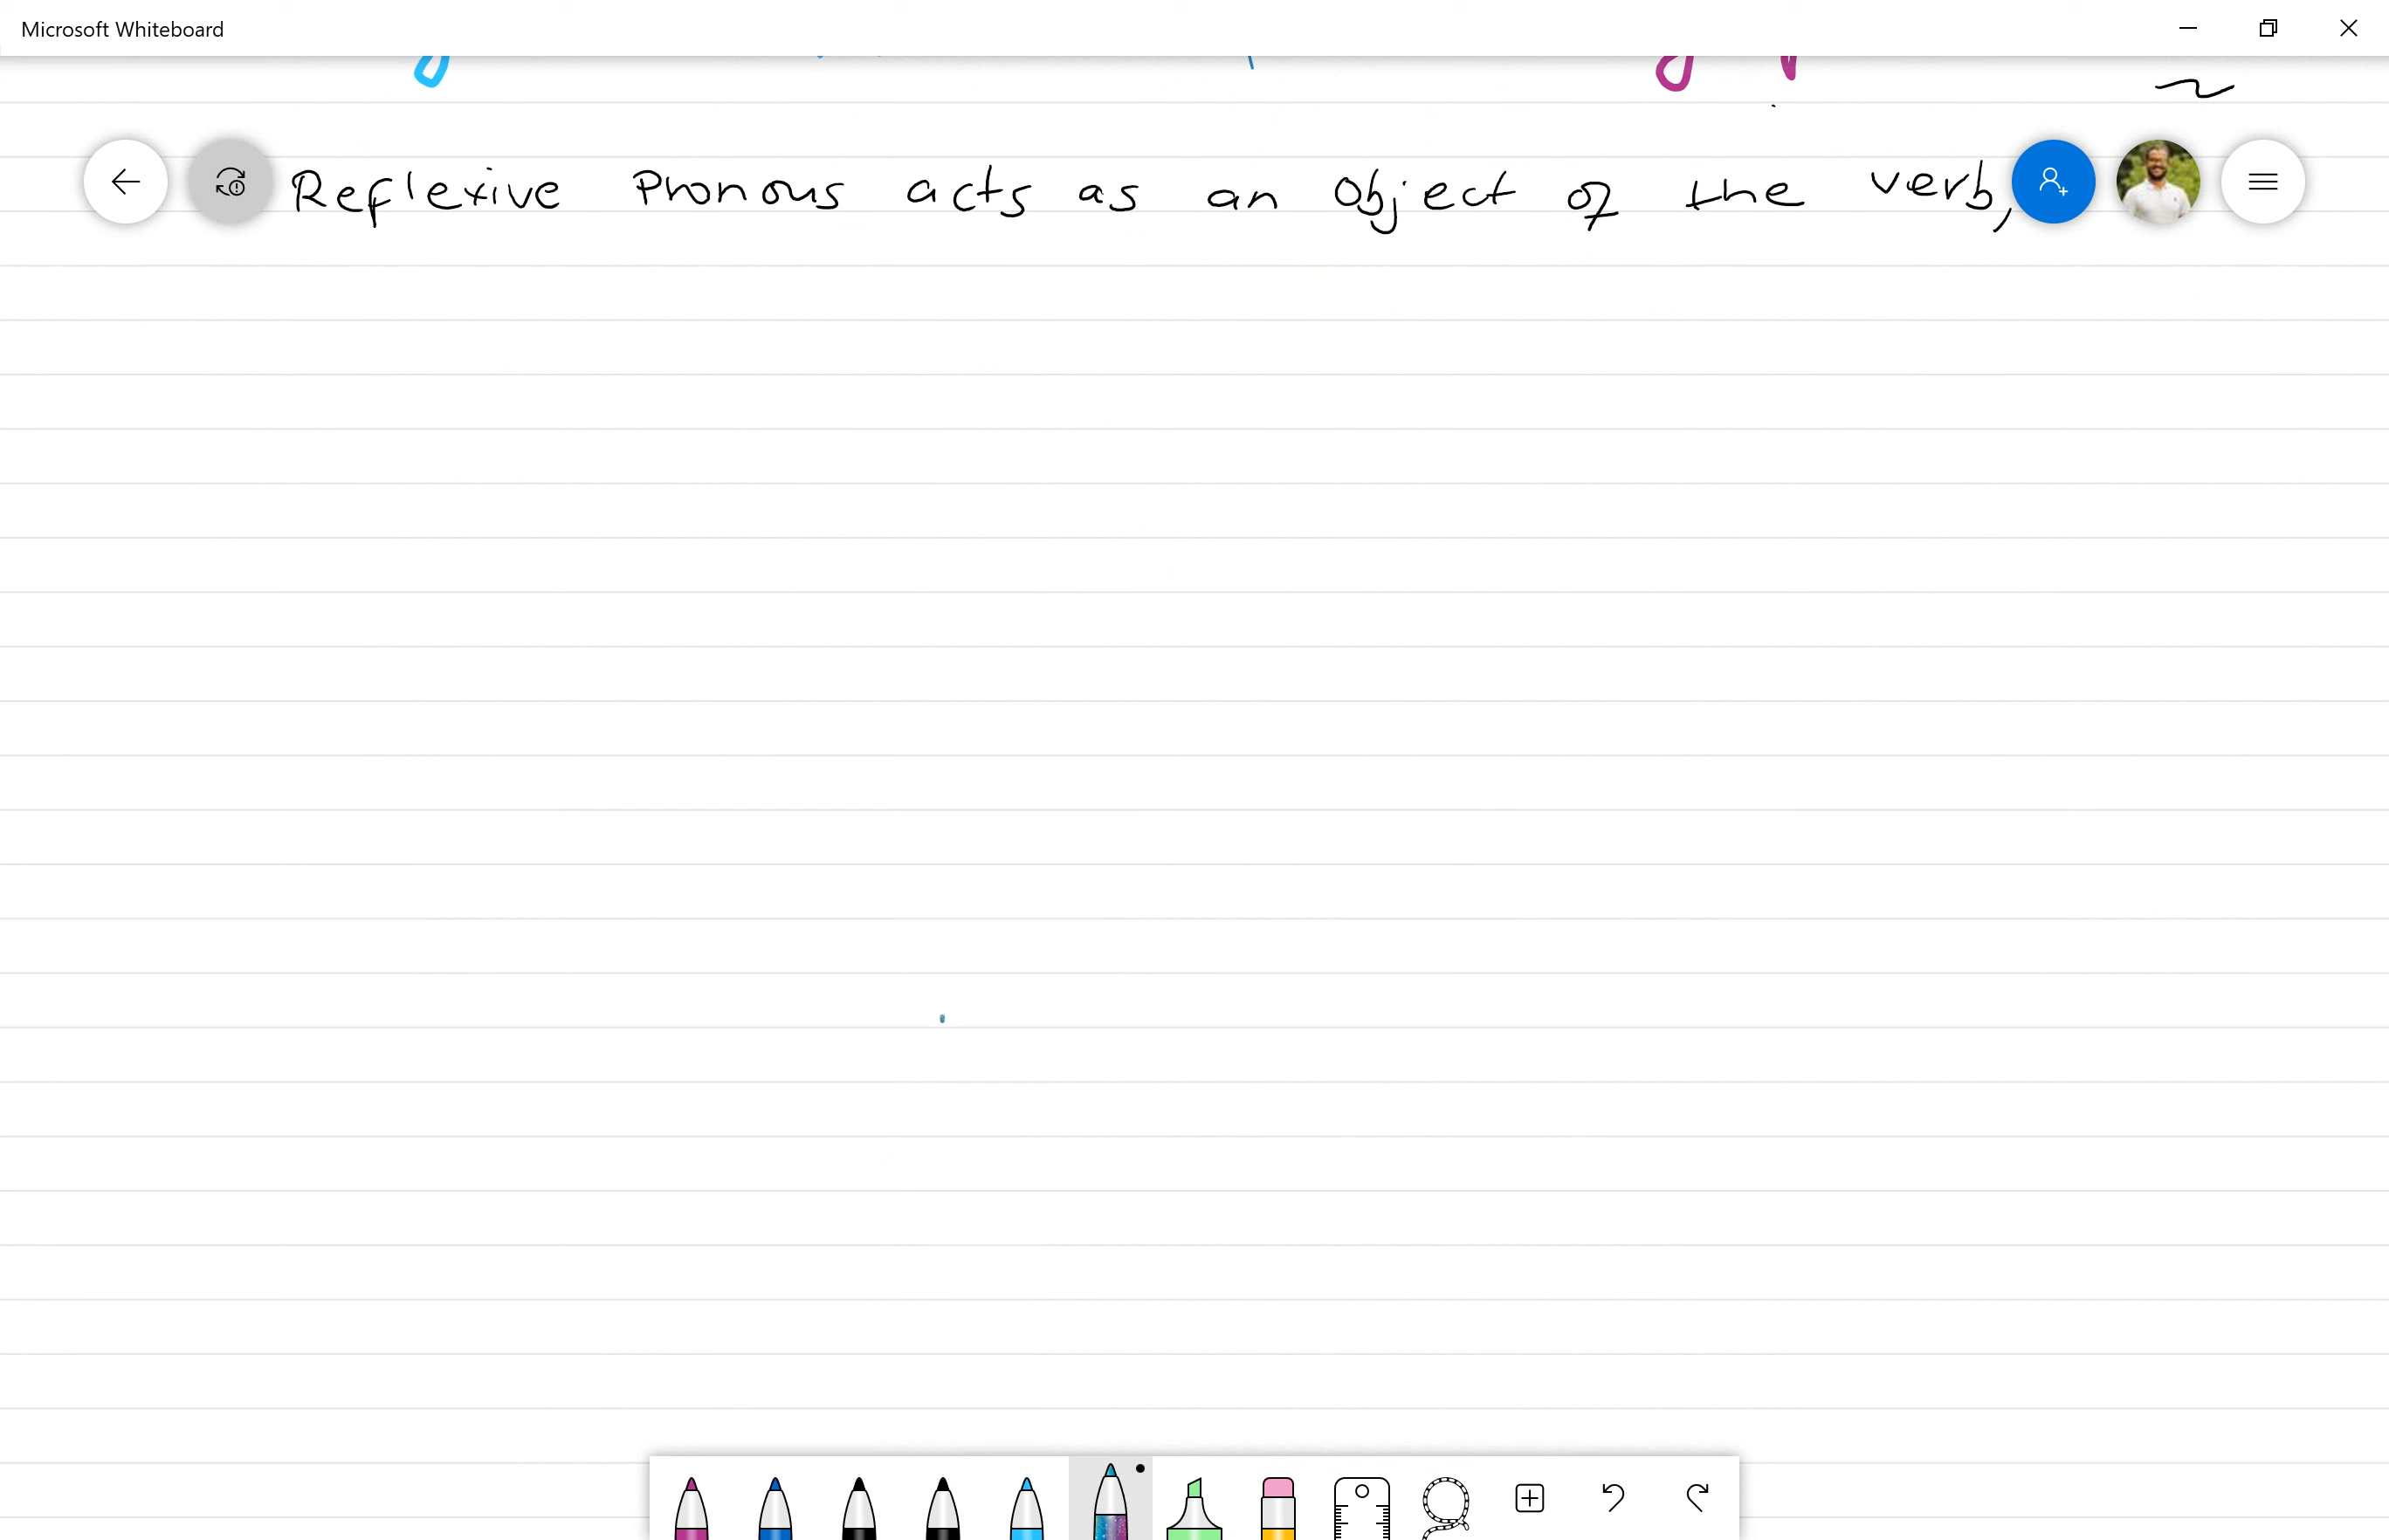 Microsoft Whiteboard
Reflexive Pronous acts as an object of the verb,